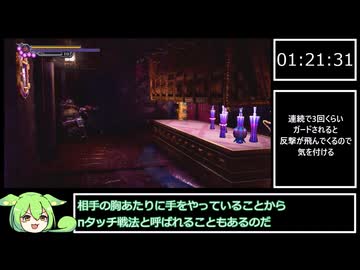 01:21:31
連続で3回くらい
ガードされると
反撃が飛んでくるので
気を付ける
相手の胸あたりに手をやっていることから
nタッチ戦法と呼ばれることもあるのだ